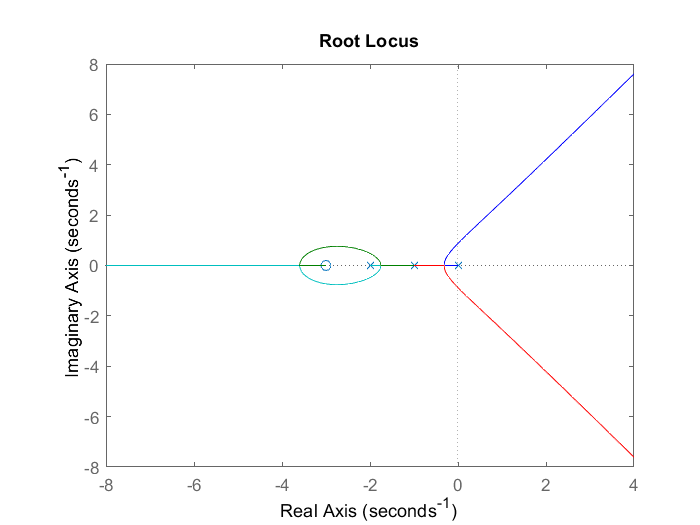 Root Locus
8
6
4
2
0
-2
-4
-6
-8
Imaginary Axis (seconds⁻¹)
-8 -6 -4 -2 0 2 4
Real Axis (seconds⁻¹)